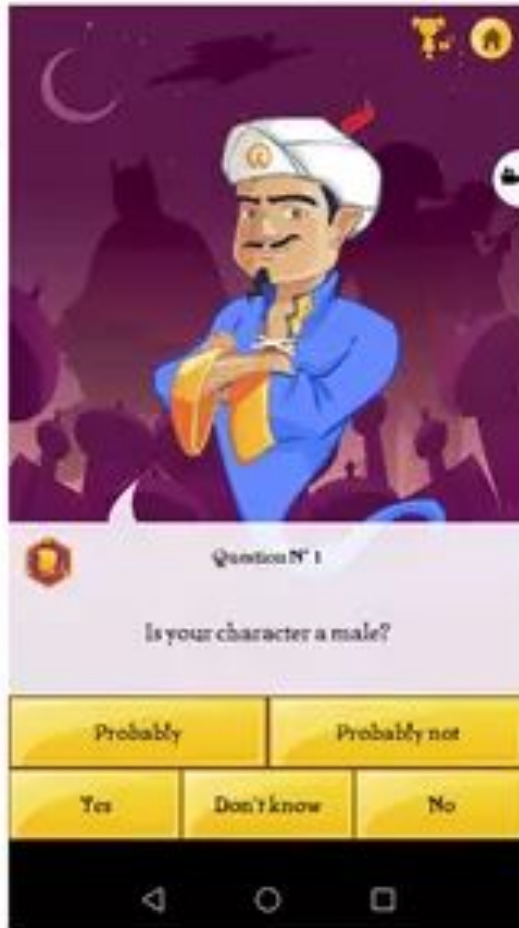 Question N° 1
Is your character a male?
Probably
Probably not
Yes
Don't know
No